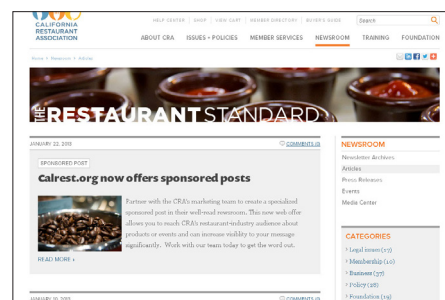 CALIFORNIA
RESTAURANT
ASSOCIATION
HELP CENTER | SHOP | VIEW CART | MEMBER DIRECTORY | BUYER'S GUIDE
Search
ABOUT CRA ISSUES + POLICIES MEMBER SERVICES NEWSROOM TRAINING FOUNDATION
Home > Newsroom > Articles
THE RESTAURANT STANDARD
JANUARY 22, 2013
COMMENTS (0)
SPONSORED POST
Calrest.org now offers sponsored posts
Partner with the CRA's marketing team to create a specialized
sponsored post in their well-read newsroom. This new web offer
allows you to reach CRA's restaurant-industry audience about
products or events and can increase visiblity to your message
significantly. Work with our team today to get the word out.
READ MORE ›
JANUARY 10, 2013
COMMENTS (0)
NEWSROOM
Newsletter Archives
Articles
Press Releases
Events
Media Center
CATEGORIES
› Legal issues (17)
› Membership (10)
› Business (37)
› Policy (28)
› Foundation (19)